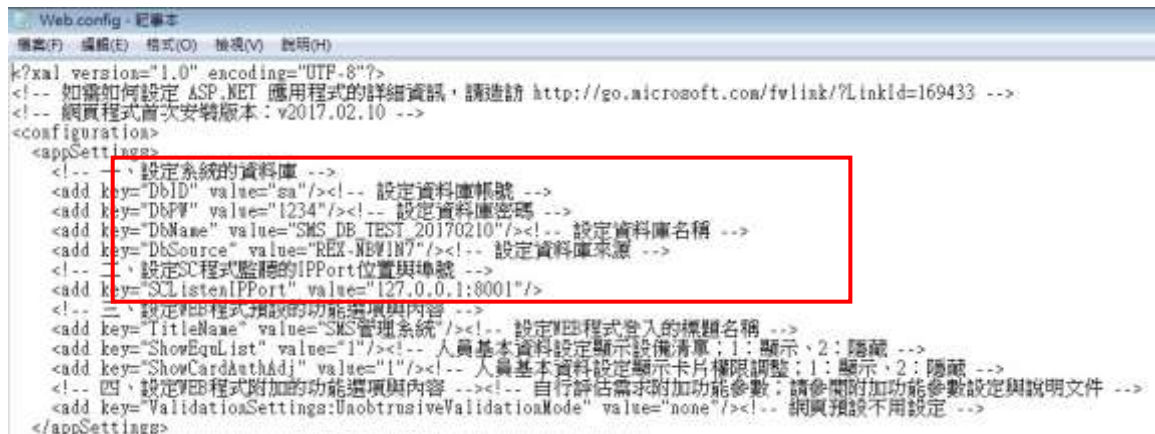 Web.config - 記事本
檔案(F) 編輯(E) 格式(O) 檢視(V) 說明(H)
<?xml version="1.0" encoding="UTF-8"?>
<!-- 如需如何設定 ASP.NET 應用程式的詳細資訊，請造訪 http://go.microsoft.com/fwlink/?LinkId=169433 -->
<!-- 網頁程式首次安裝版本：v2017.02.10 -->
<configuration>
<appSettings>
<!-- 一、設定系統的資料庫 -->
<add key="DbID" value="sa"/><!-- 設定資料庫帳號 -->
<add key="DbPW" value="1234"/><!-- 設定資料庫密碼 -->
<add key="DbName" value="SMS_DB_TEST_20170210"/><!-- 設定資料庫名稱 -->
<add key="DbSource" value="REX-NBWIN7"/><!-- 設定資料庫來源 -->
<!-- 二、設定SC程式監聽的IPPort位置與埠號 -->
<add key="SCListenIPPort" value="127.0.0.1:8001"/>
<!-- 三、設定WEB程式預設的功能選項與內容 -->
<add key="TitleName" value="SMS管理系統"/><!-- 設定WEB程式登入的標題名稱 -->
<add key="ShowEquList" value="1"/><!-- 人員基本資料設定顯示設備清單；1：顯示、2：隱藏 -->
<add key="ShowCardAuthAdj" value="1"/><!-- 人員基本資料設定顯示卡片權限調整；1：顯示、2：隱藏 -->
<!-- 四、設定WEB程式附加的功能選項與內容 --><!-- 自行評估需求附加功能參數；請參閱附加功能參數設定與說明文件 -->
<add key="ValidationSettings:UnobtrusiveValidationMode" value="none"/><!-- 網頁預設不用設定 -->
</appSettings>